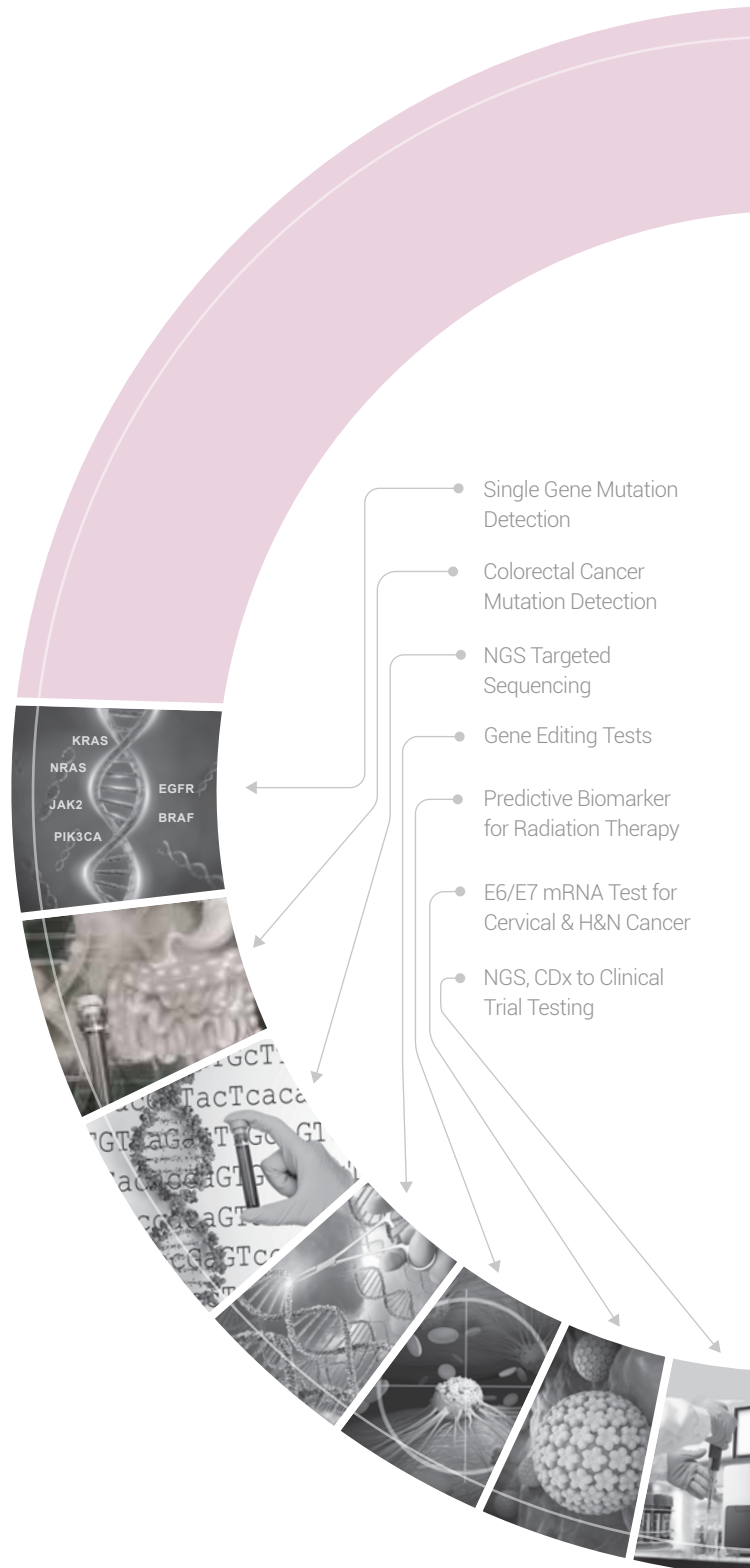 Single Gene Mutation
Detection
Colorectal Cancer
Mutation Detection
NGS Targeted
Sequencing
Gene Editing Tests
Predictive Biomarker
for Radiation Therapy
E6/E7 mRNA Test for
Cervical & H&N Cancer
NGS, CDx to Clinical
Trial Testing
KRAS
NRAS
EGFR
JAK2
BRAF
PIK3CA
TacTcaca